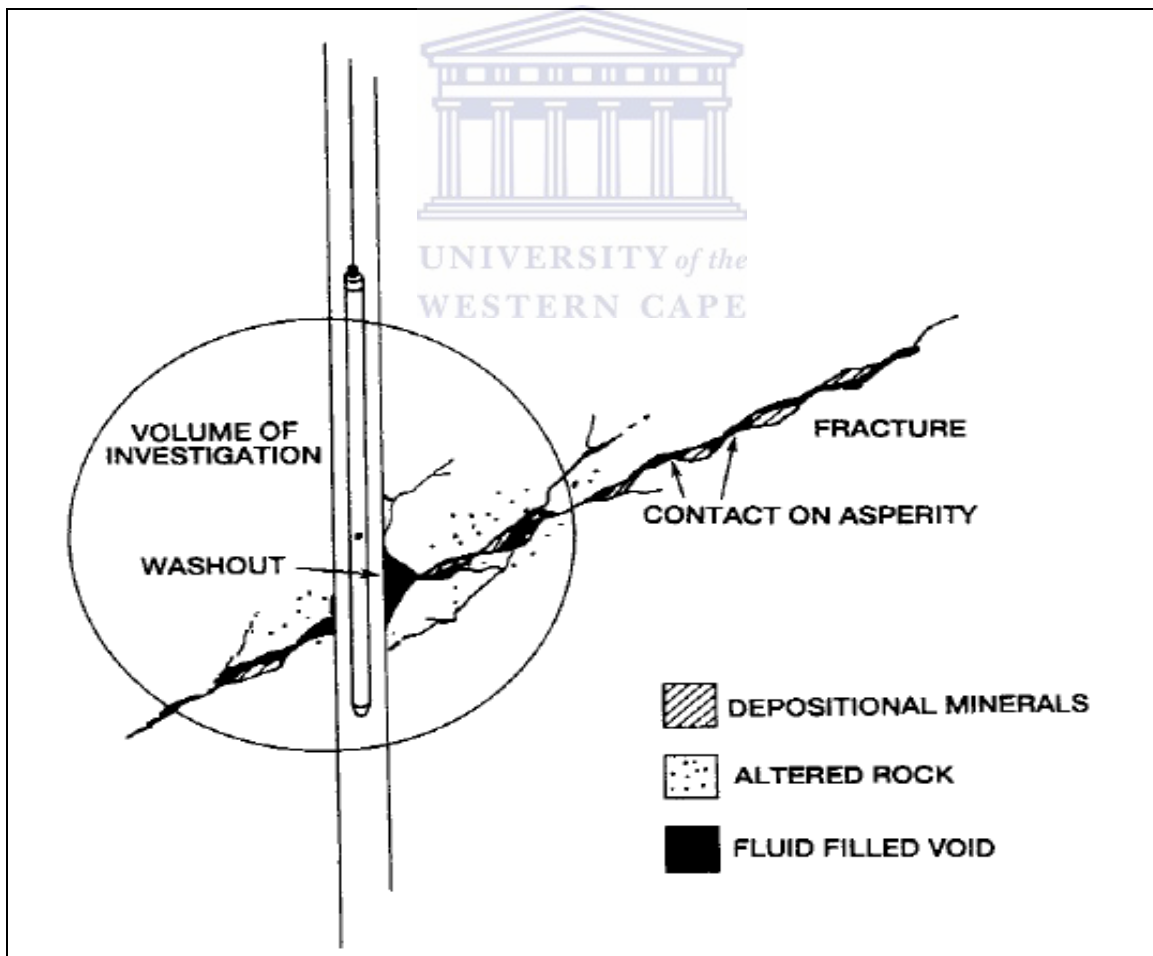 UNIVERSITY of the
WESTERN CAPE
VOLUME OF
INVESTIGATION
FRACTURE
CONTACT ON ASPERITY
WASHOUT
DEPOSITIONAL MINERALS
ALTERED ROCK
FLUID FILLED VOID